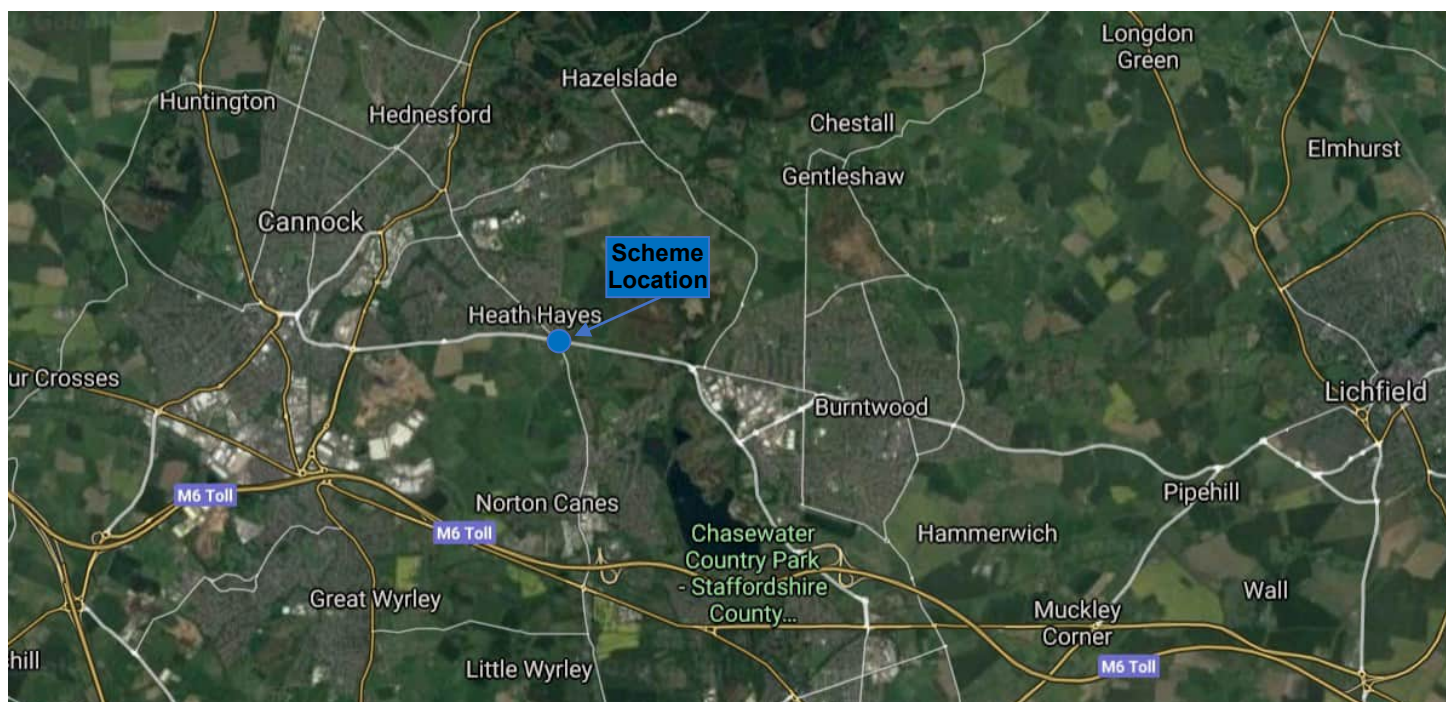 Longdon
Green
Hazelslade
Huntington
Hednesford
Chestall
Elmhurst
Gentleshaw
Cannock
Scheme
Location
Heath Hayes
ur Crosses
Lichfield
Burntwood
M6 Toll
Pipehill
Norton Canes
M6 Toll
Chasewater
Country Park
- Staffordshire
County...
Hammerwich
Great Wyrley
Wall
Muckley
Corner
hill
Little Wyrley
M6 Toll